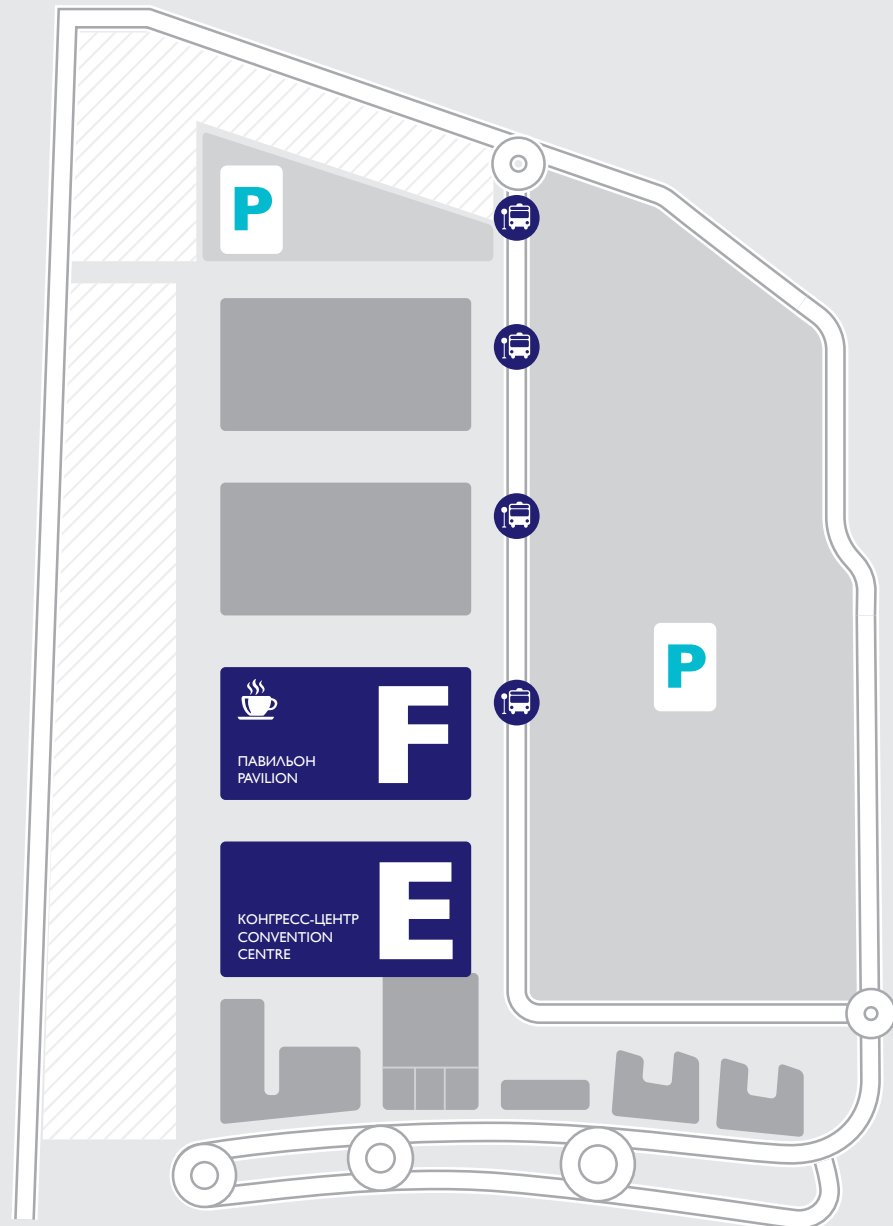 P
P
F
ПАВИЛЬОН
PAVILION
E
КОНГРЕСС-ЦЕНТР
CONVENTION
CENTRE